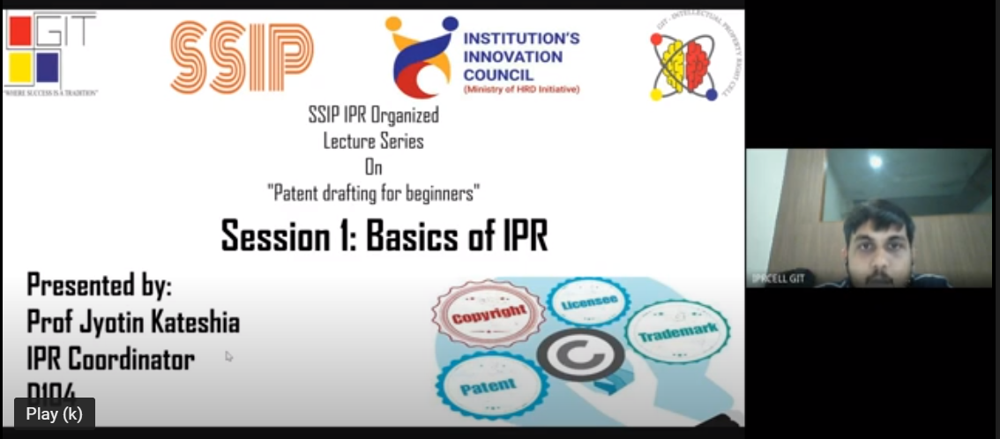 GIT
"WHERE SUCCESS IS A TRADITION"
SSIP
INSTITUTION'S
INNOVATION
COUNCIL
(Ministry of HRD Initiative)
GIT - INTELLECTUAL PROPERTY RIGHT CELL
SSIP IPR Organized
Lecture Series
On
"Patent drafting for beginners"
Session 1: Basics of IPR
Presented by:
Prof Jyotin Kateshia
IPR Coordinator
D104
Copyright
Licensee
Trademark
C
Patent
IPRCELL GIT
Play (k)